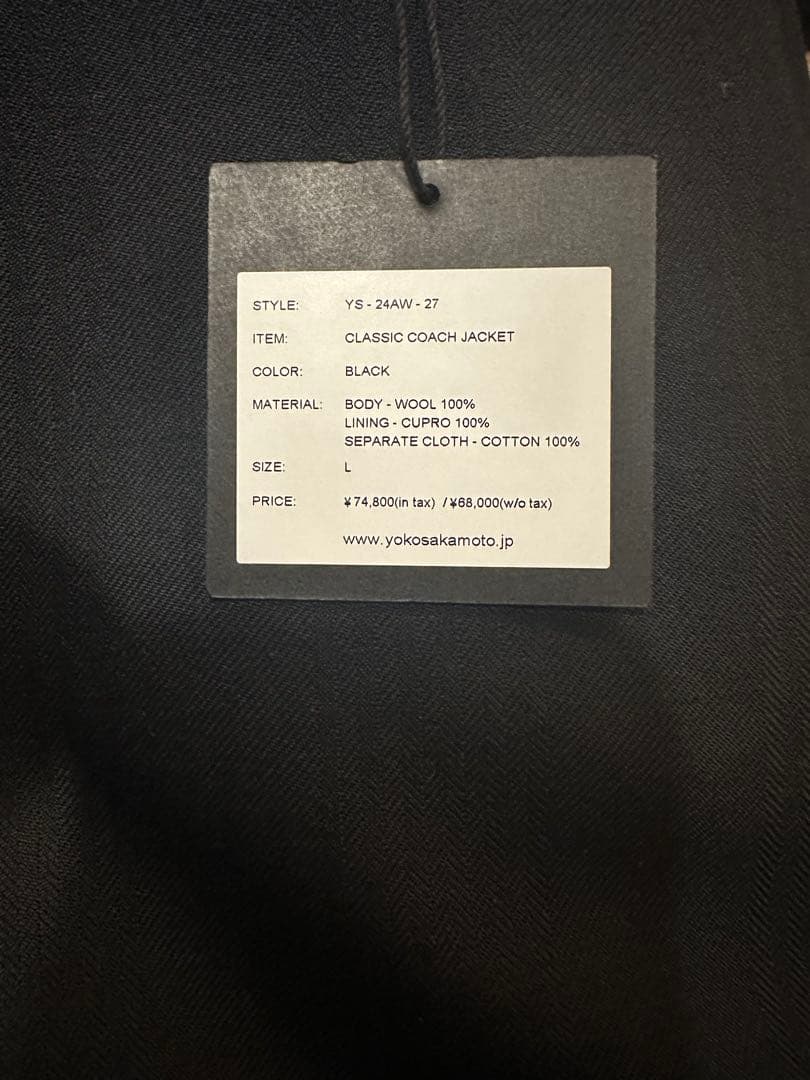 STYLE: YS - 24AW - 27
ITEM: CLASSIC COACH JACKET
COLOR: BLACK
MATERIAL: BODY - WOOL 100%
LINING - CUPRO 100%
SEPARATE CLOTH - COTTON 100%
SIZE: L
PRICE: ¥74,800(in tax) /¥68,000(w/o tax)
www.yokosakamoto.jp